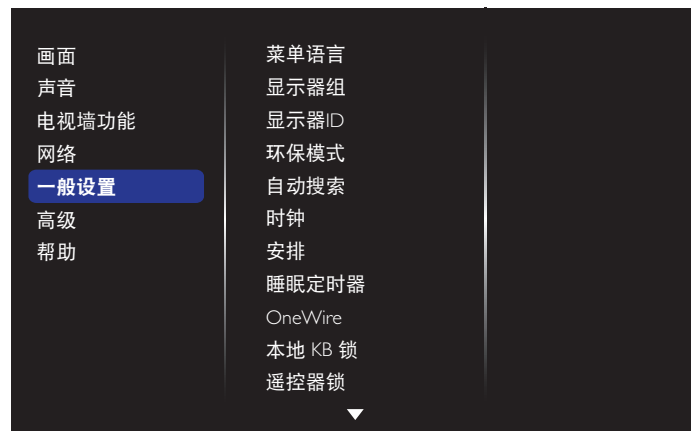 画面
声音
电视墙功能
网络
一般设置
高级
帮助
菜单语言
显示器组
显示器ID
环保模式
自动搜索
时钟
安排
睡眠定时器
OneWire
本地 KB 锁
遥控器锁